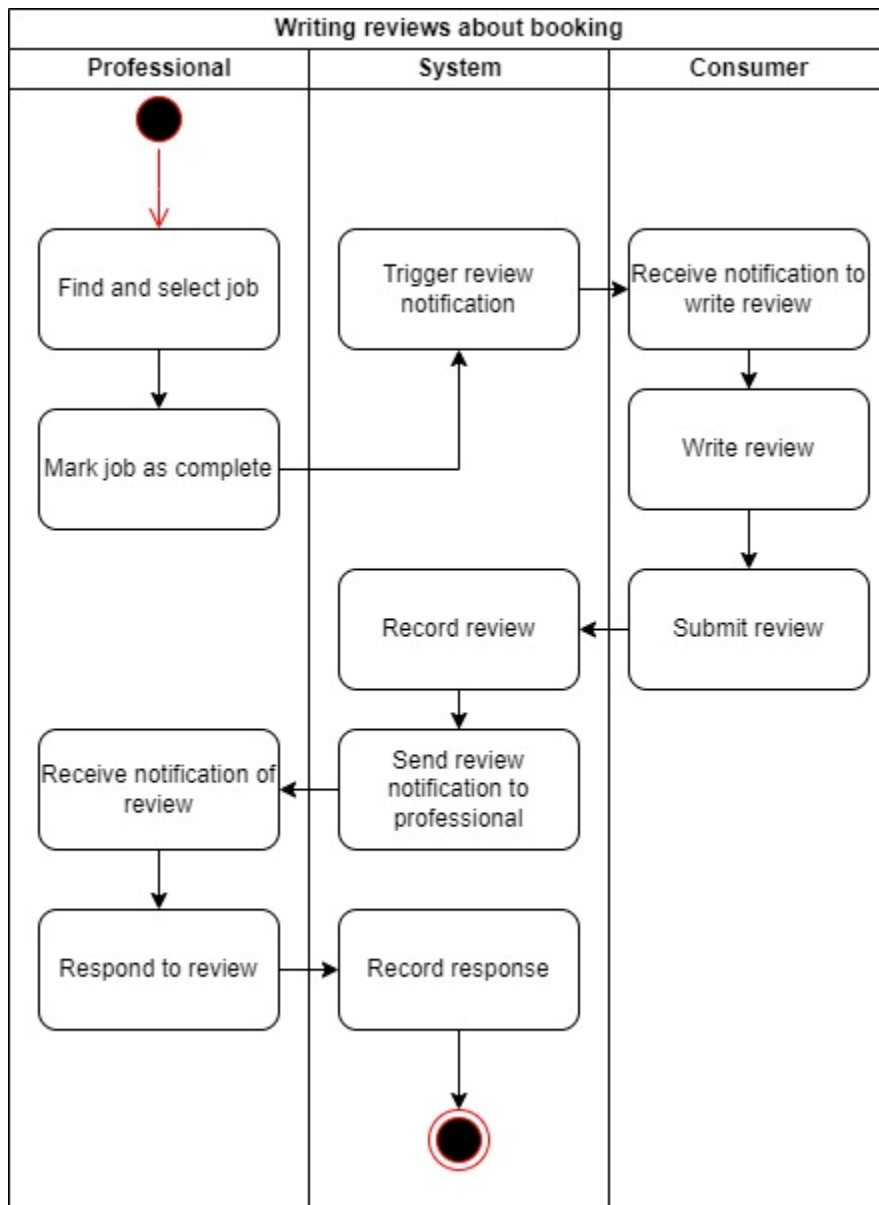 Writing reviews about booking
Professional
System
Consumer
Find and select job
Trigger review
notification
Receive notification to
write review
Mark job as complete
Write review
Record review
Submit review
Receive notification of
review
Send review
notification to
professional
Respond to review
Record response